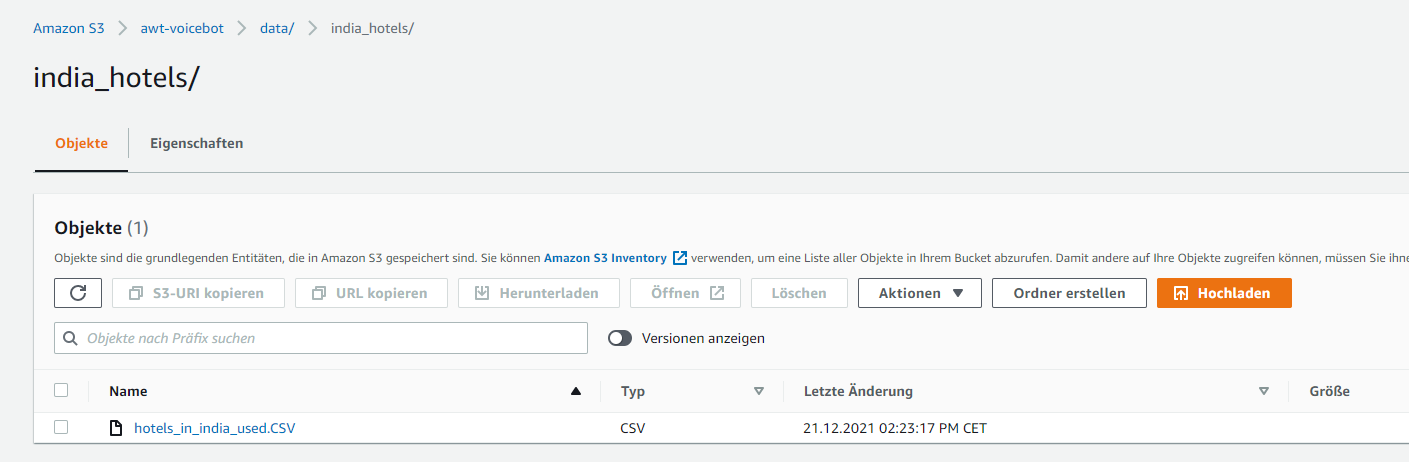 Amazon S3 > awt-voicebot > data/ > india_hotels/
india_hotels/
Objekte Eigenschaften
Objekte (1)
Objekte sind die grundlegenden Entitäten, die in Amazon S3 gespeichert sind. Sie können Amazon S3 Inventory verwenden, um eine Liste aller Objekte in Ihrem Bucket abzurufen. Damit andere auf Ihre Objekte zugreifen können, müssen Sie ihne
S3-URI kopieren URL kopieren Herunterladen Öffnen Löschen Aktionen Ordner erstellen Hochladen
Objekte nach Präfix suchen Versionen anzeigen
Name Typ Letzte Änderung Größe
hotels_in_india_used.CSV CSV 21.12.2021 02:23:17 PM CET